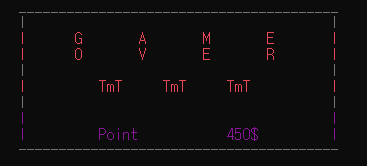 G A M E
O V E R
TmT TmT TmT
Point 450$